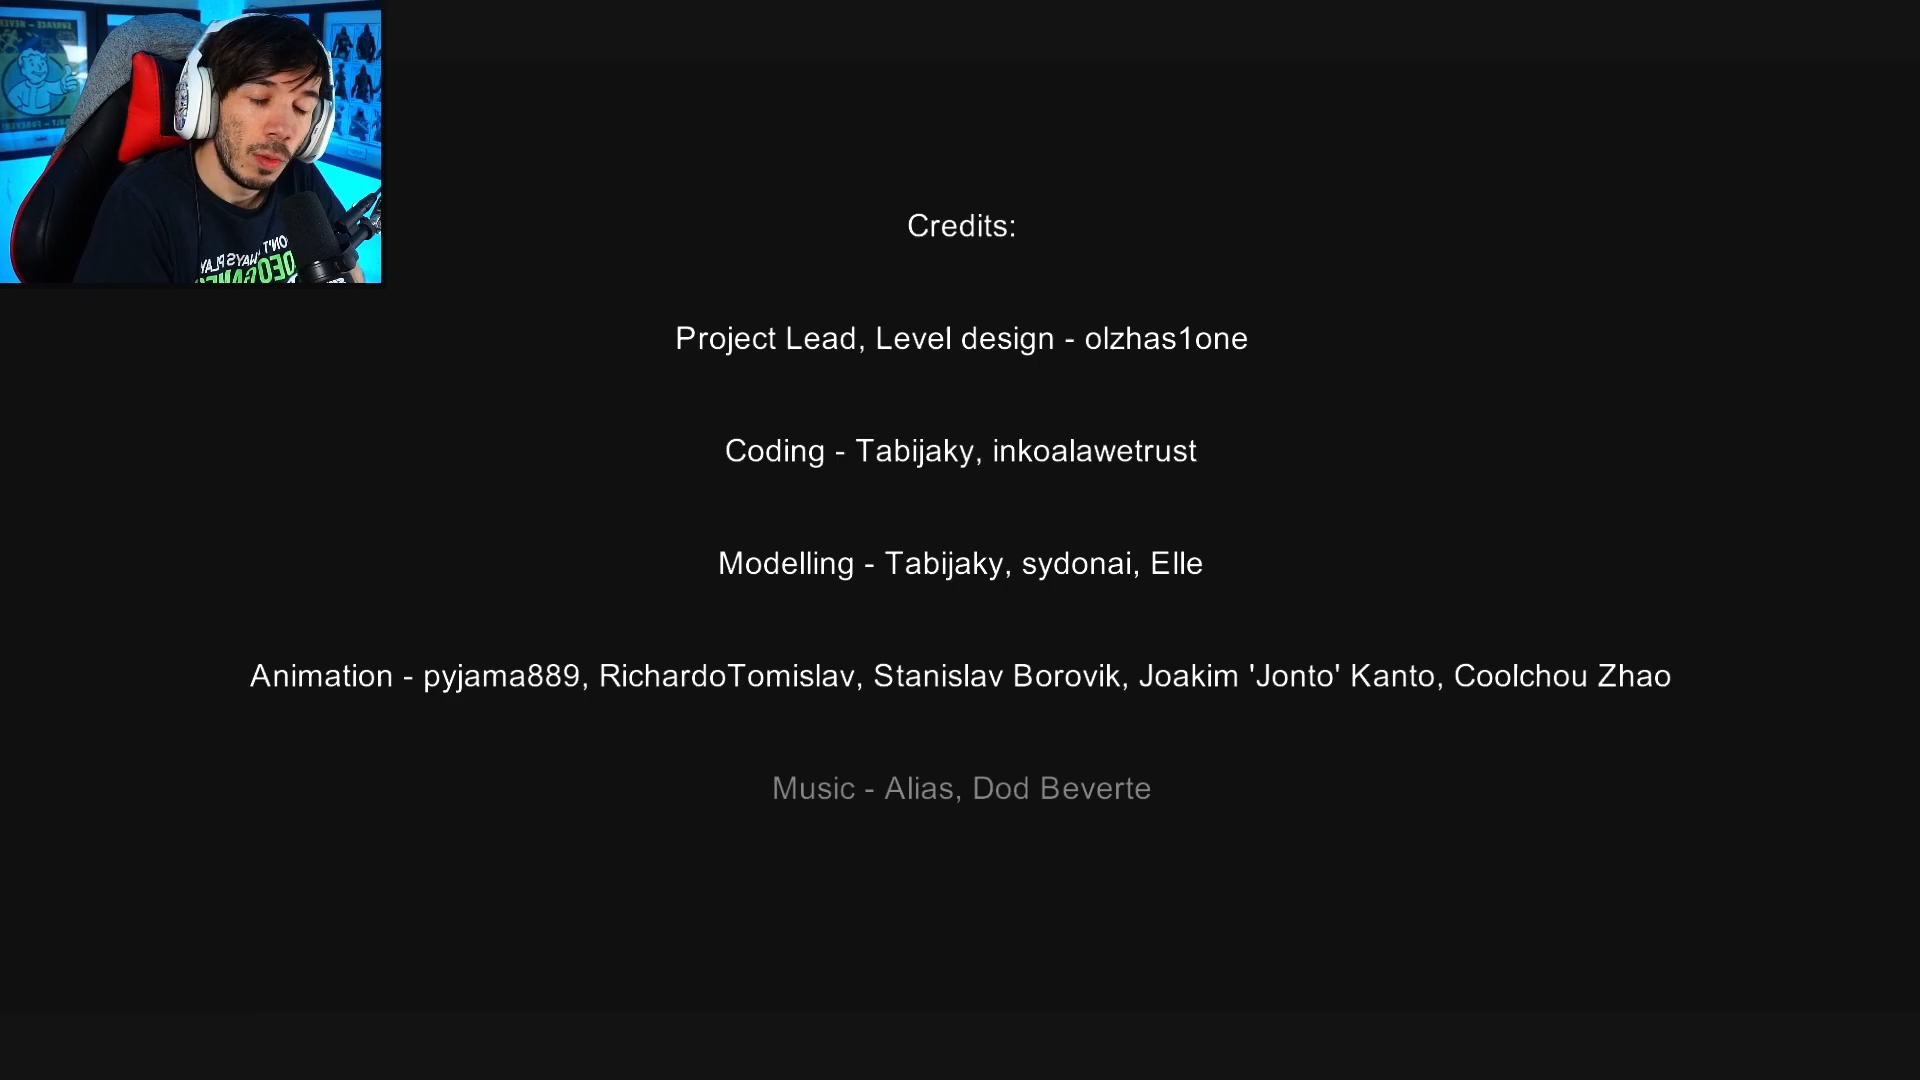 Credits:
Project Lead, Level design - olzhas1one
Coding - Tabijaky, inkoalawetrust
Modelling - Tabijaky, sydonai, Elle
Animation - pyjama889, RichardoTomislav, Stanislav Borovik, Joakim 'Jonto' Kanto, Coolchou Zhao
Music - Alias, Dod Beverte